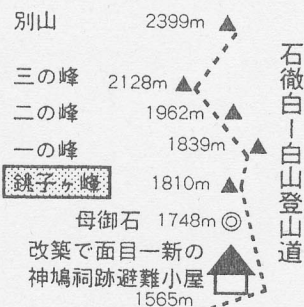 別山 2399m
三の峰 2128m
二の峰 1962m
一の峰 1839m
銚子ヶ峰 1810m
母御石 1748m
改築で面目一新の
神鳩祠跡避難小屋
1565m
石徹白ー白山登山道